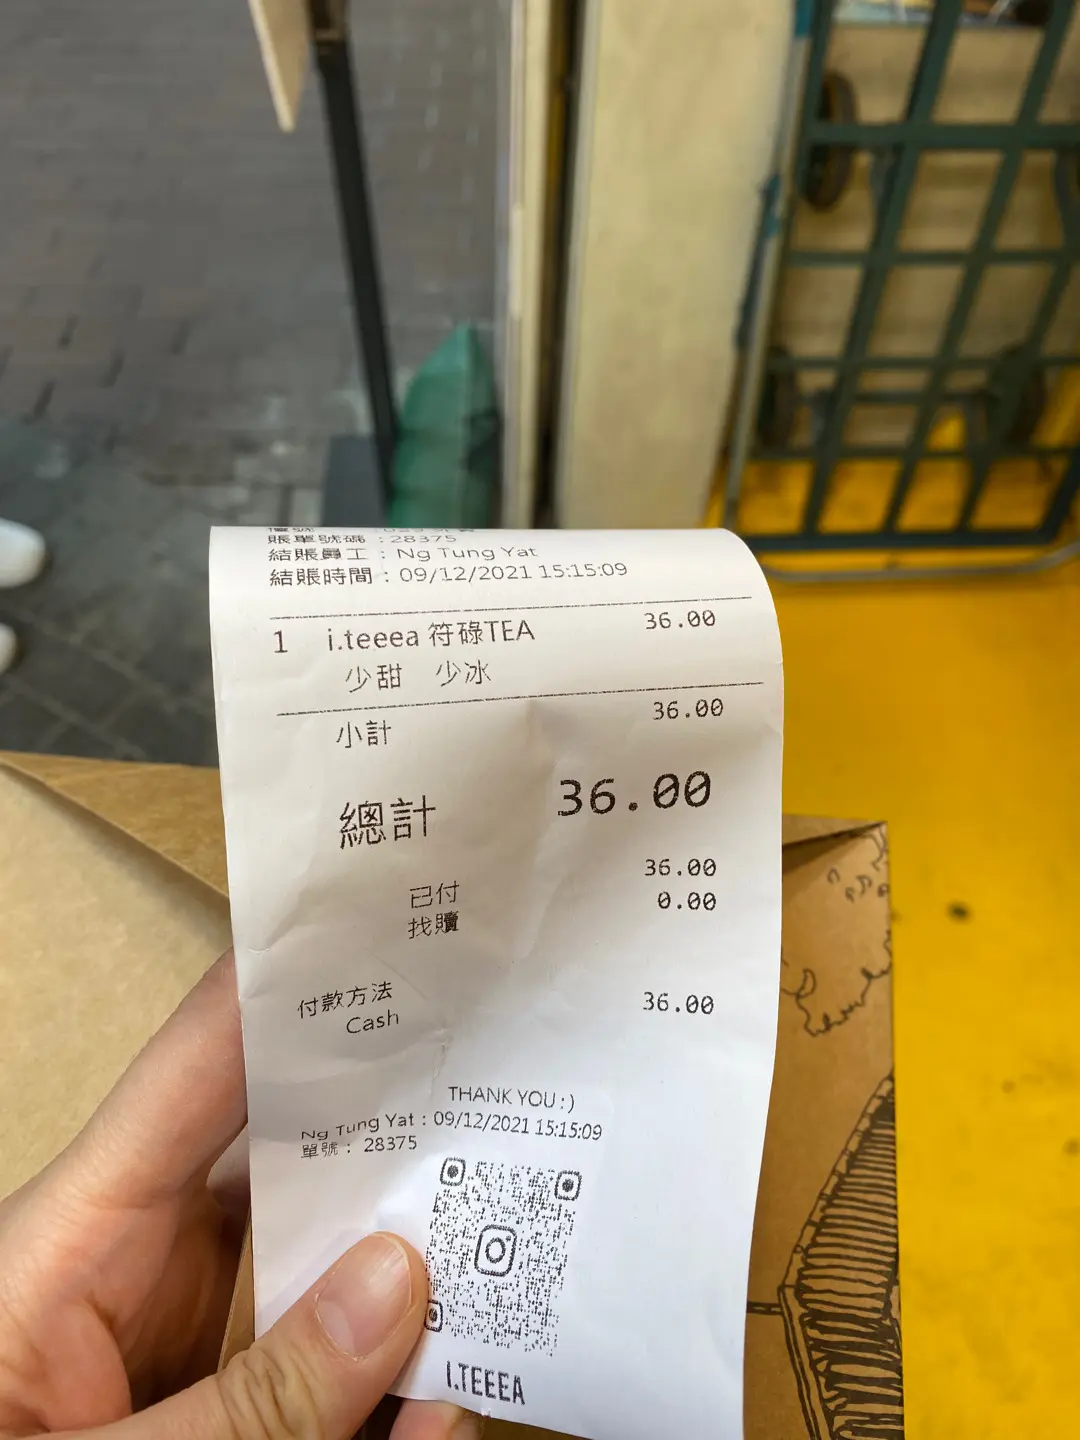 賬單號碼 : 28375
結賬員工 : Ng Tung Yat
結賬時間 : 09/12/2021 15:15:09
1 i.teeea 符碌TEA 36.00
少甜 少冰
小計 36.00
總計 36.00
已付 36.00
找贖 0.00
付款方法
Cash 36.00
THANK YOU : )
Ng Tung Yat : 09/12/2021 15:15:09
單號 : 28375
I.TEEEA